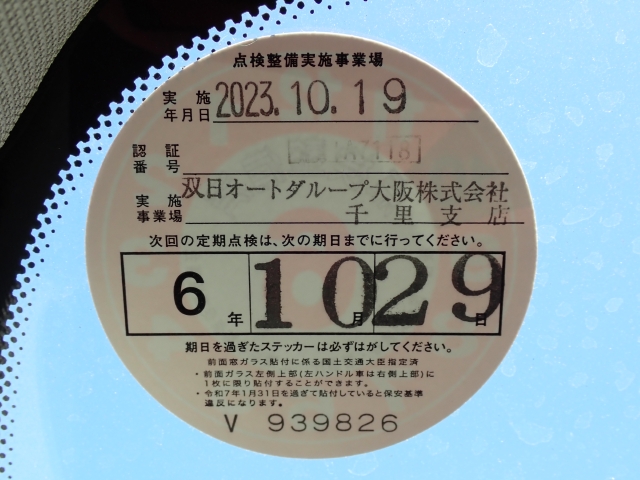 点検整備実施事業場
実施
年月日 2023.10.19
認証
番号
実施
事業場
双日オートグループ大阪株式会社
千里支店
次回の定期点検は、次の期日までに行ってください。
6年10月29日
期日を過ぎたステッカーは必ずはがしてください。
前面窓ガラス貼付に係る国土交通大臣指定済
・前面ガラス左側上部(左ハンドル車は右側上部)に
1枚に限り貼付することができます。
・令和7年1月31日を過ぎて貼付していると保安基準
違反になります。
V 939826